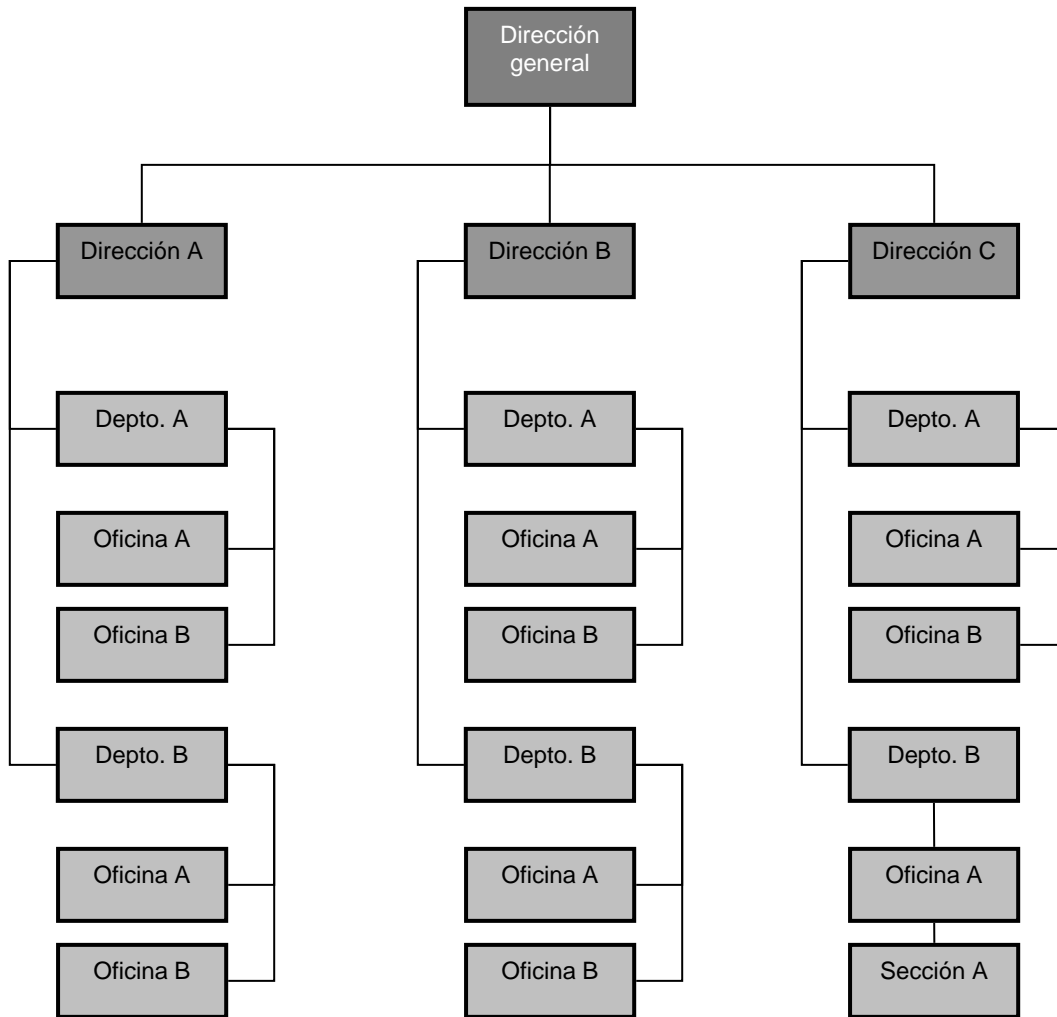 Dirección
general
Dirección A
Dirección B
Dirección C
Depto. A
Depto. A
Depto. A
Oficina A
Oficina A
Oficina A
Oficina B
Oficina B
Oficina B
Depto. B
Depto. B
Depto. B
Oficina A
Oficina A
Oficina A
Oficina B
Oficina B
Sección A